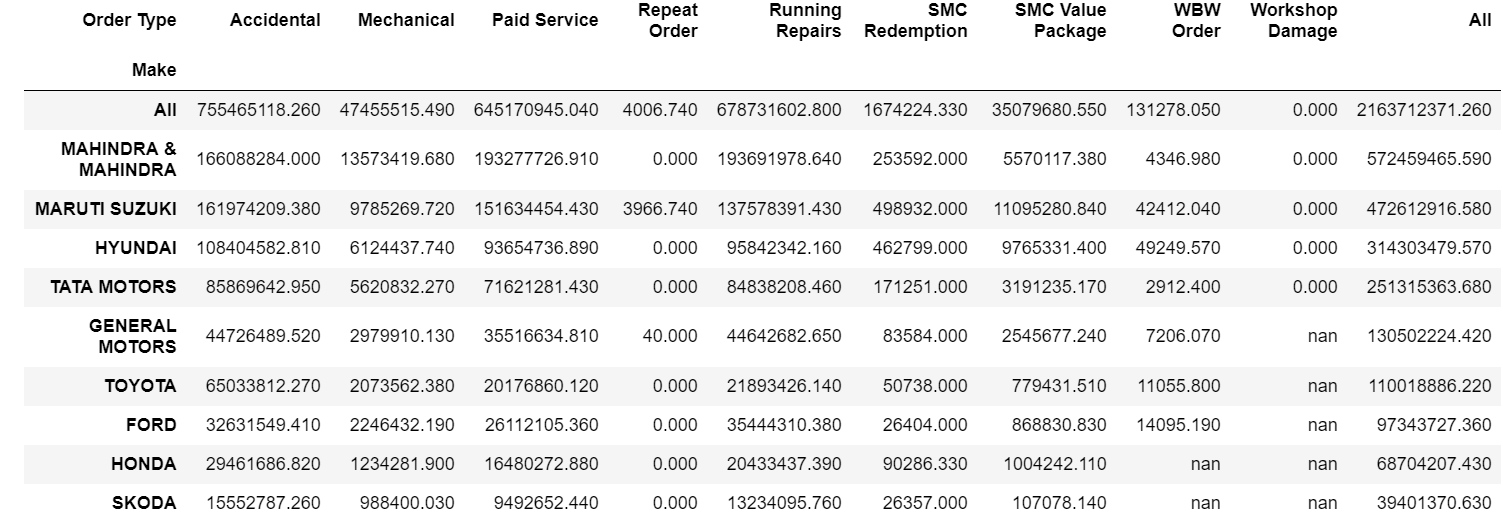 Order Type Accidental Mechanical Paid Service Repeat Order Running Repairs SMC Redemption SMC Value Package WBW Order Workshop Damage All
Make
All 755465118.260 47455515.490 645170945.040 4006.740 678731602.800 1674224.330 35079680.550 131278.050 0.000 2163712371.260
MAHINDRA & MAHINDRA 166088284.000 13573419.680 193277726.910 0.000 193691978.640 253592.000 5570117.380 4346.980 0.000 572459465.590
MARUTI SUZUKI 161974209.380 9785269.720 151634454.430 3966.740 137578391.430 498932.000 11095280.840 42412.040 0.000 472612916.580
HYUNDAI 108404582.810 6124437.740 93654736.890 0.000 95842342.160 462799.000 9765331.400 49249.570 0.000 314303479.570
TATA MOTORS 85869642.950 5620832.270 71621281.430 0.000 84838208.460 171251.000 3191235.170 2912.400 0.000 251315363.680
GENERAL MOTORS 44726489.520 2979910.130 35516634.810 40.000 44642682.650 83584.000 2545677.240 7206.070 nan 130502224.420
TOYOTA 65033812.270 2073562.380 20176860.120 0.000 21893426.140 50738.000 779431.510 11055.800 nan 110018886.220
FORD 32631549.410 2246432.190 26112105.360 0.000 35444310.380 26404.000 868830.830 14095.190 nan 97343727.360
HONDA 29461686.820 1234281.900 16480272.880 0.000 20433437.390 90286.330 1004242.110 nan nan 68704207.430
SKODA 15552787.260 988400.030 9492652.440 0.000 13234095.760 26357.000 107078.140 nan nan 39401370.630